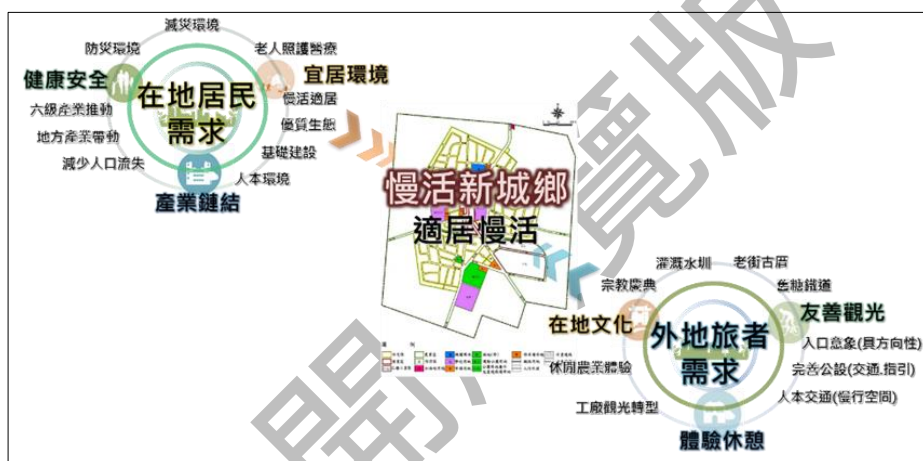 減災環境
防災環境
老人照護醫療
健康安全
宜居環境
在地居民
需求
慢活適居
六級產業推動
優質生態
地方產業帶動
基礎建設
減少人口流失
人本環境
產業鏈結
慢活新城鄉
適居慢活
灌溉水圳
老街古厝
宗教慶典
舊糖鐵道
在地文化
友善觀光
外地旅者
需求
入口意象(具方向性)
休閒農業體驗
完善公設(交通.指引)
工廠觀光轉型
人本交通(慢行空間)
體驗休憩
開
覽版